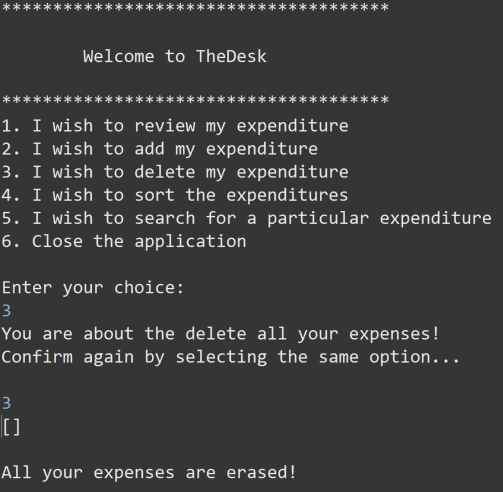 **************************************
Welcome to TheDesk
**************************************
1. I wish to review my expenditure
2. I wish to add my expenditure
3. I wish to delete my expenditure
4. I wish to sort the expenditures
5. I wish to search for a particular expenditure
6. Close the application
Enter your choice:
3
You are about the delete all your expenses!
Confirm again by selecting the same option...
3
[]
All your expenses are erased!